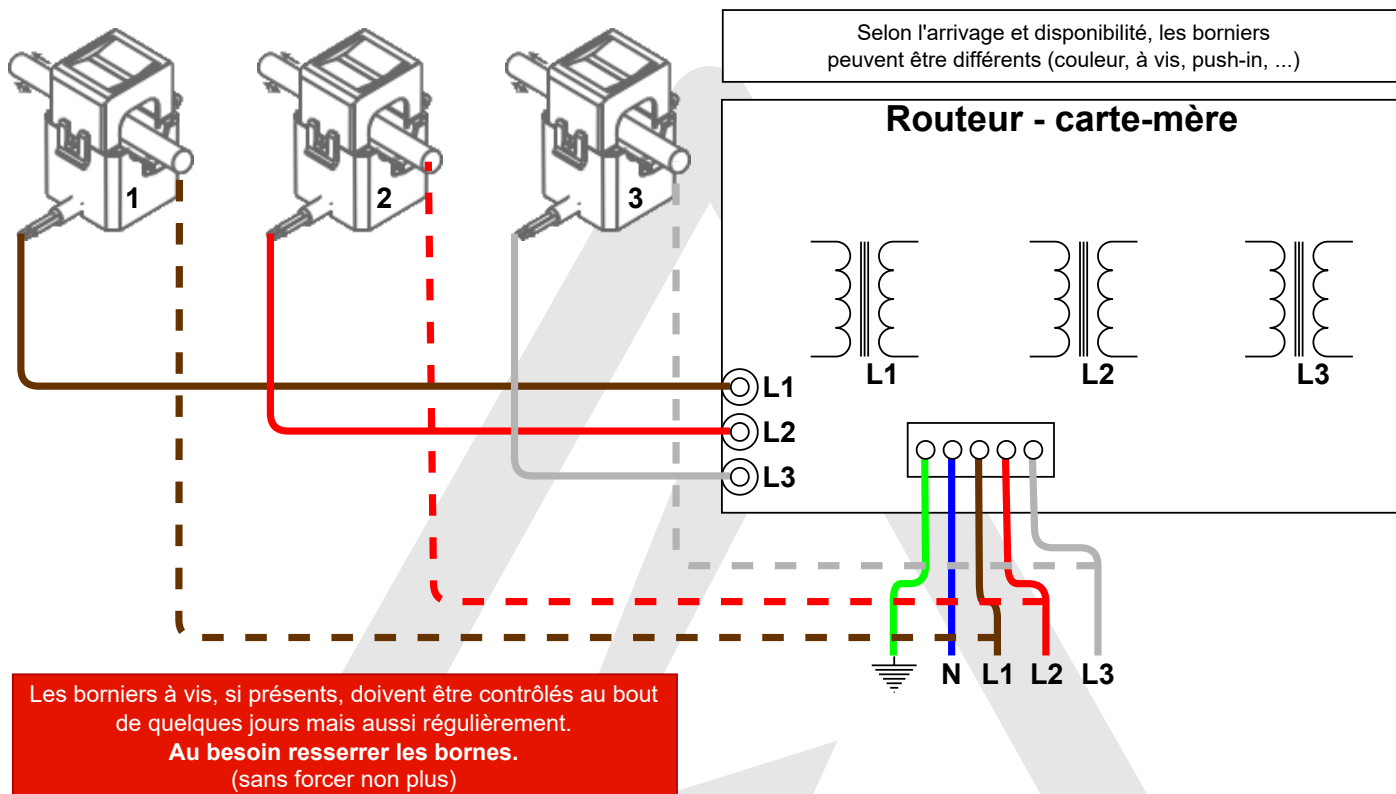 Selon l'arrivage et disponibilité, les borniers
peuvent être différents (couleur, à vis, push-in, ...)
Routeur - carte-mère
1
2
3
L1
L2
L3
L1
L2
L3
N
L1
L2
L3
Les borniers à vis, si présents, doivent être contrôlés au bout
de quelques jours mais aussi régulièrement.
Au besoin resserrer les bornes.
(sans forcer non plus)